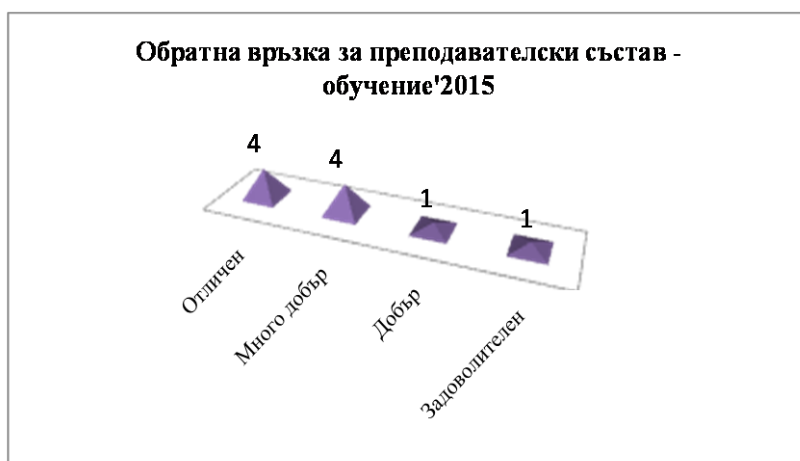 Обратна връзка за преподавателски състав -
обучение'2015
4
4
1
1
Отличен
Много добър
Добър
Задоволителен